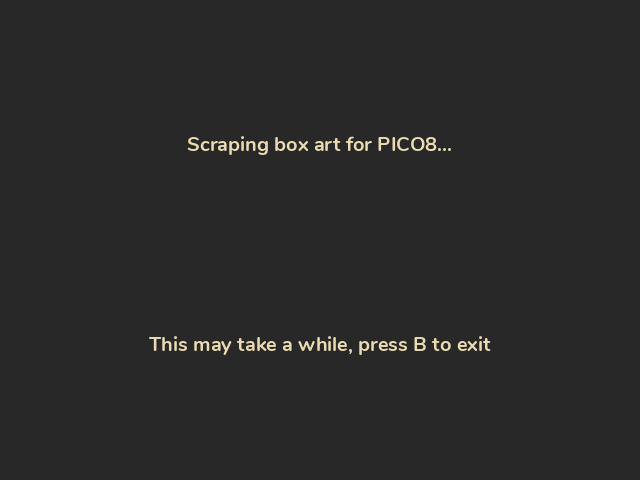 Scraping box art for PICO8...
This may take a while, press B to exit